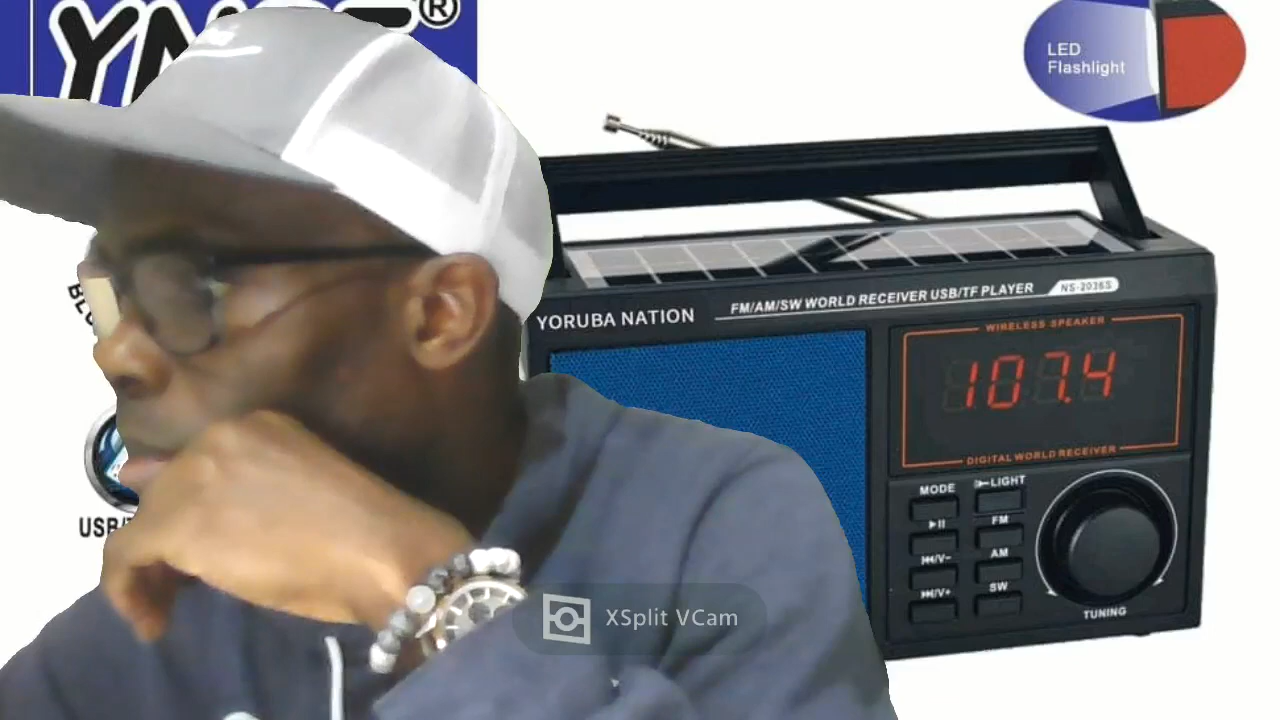 ®
LED
Flashlight
FM/AM/SW WORLD RECEIVER USB/TF PLAYER
NS-2036S
YORUBA NATION
WIRELESS SPEAKER
107.4
DIGITAL WORLD RECEIVER
MODE
LIGHT
FM
AM
V-
SW
V+
TUNING
XSplit VCam